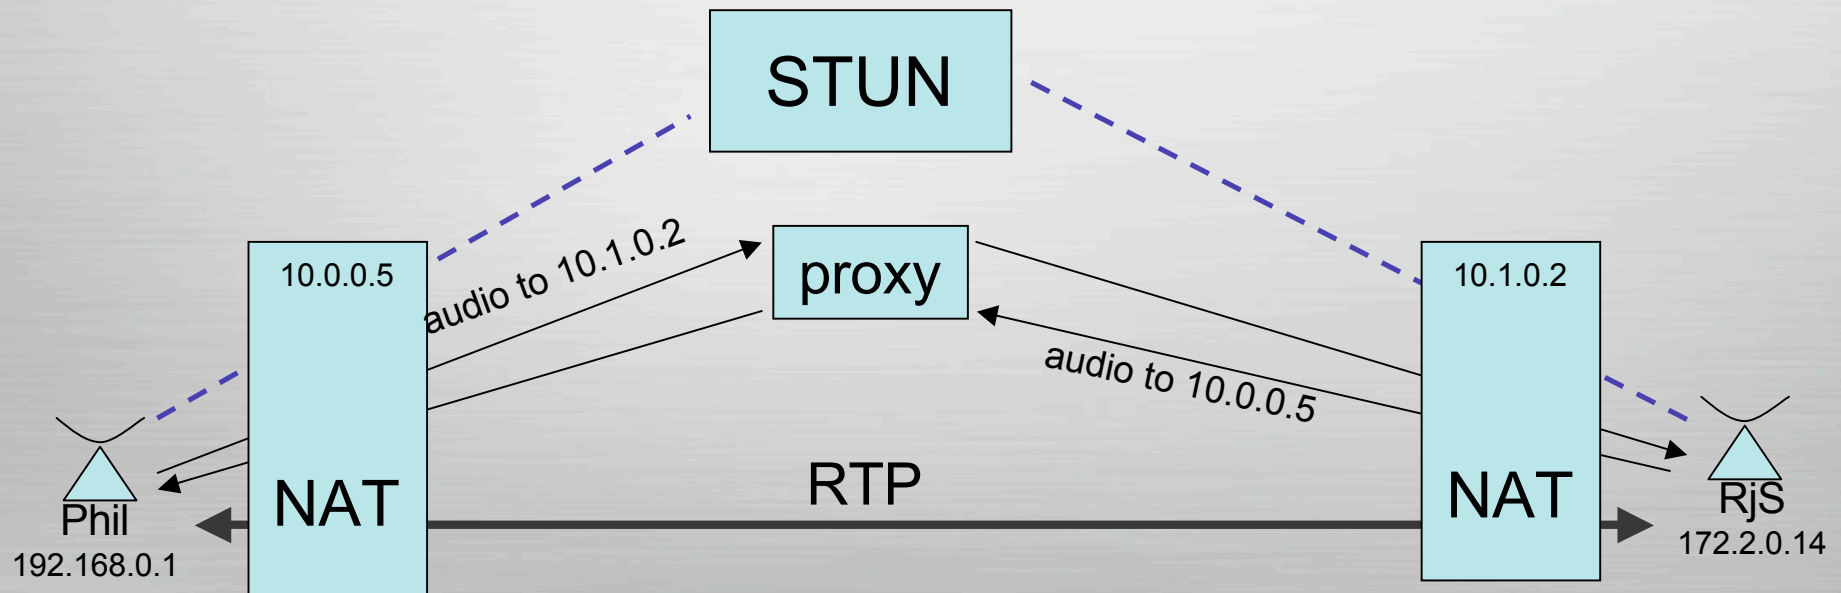 STUN
10.0.0.5
audio to 10.1.0.2
proxy
10.1.0.2
audio to 10.0.0.5
NAT
RTP
NAT
Phil
192.168.0.1
RjS
172.2.0.14